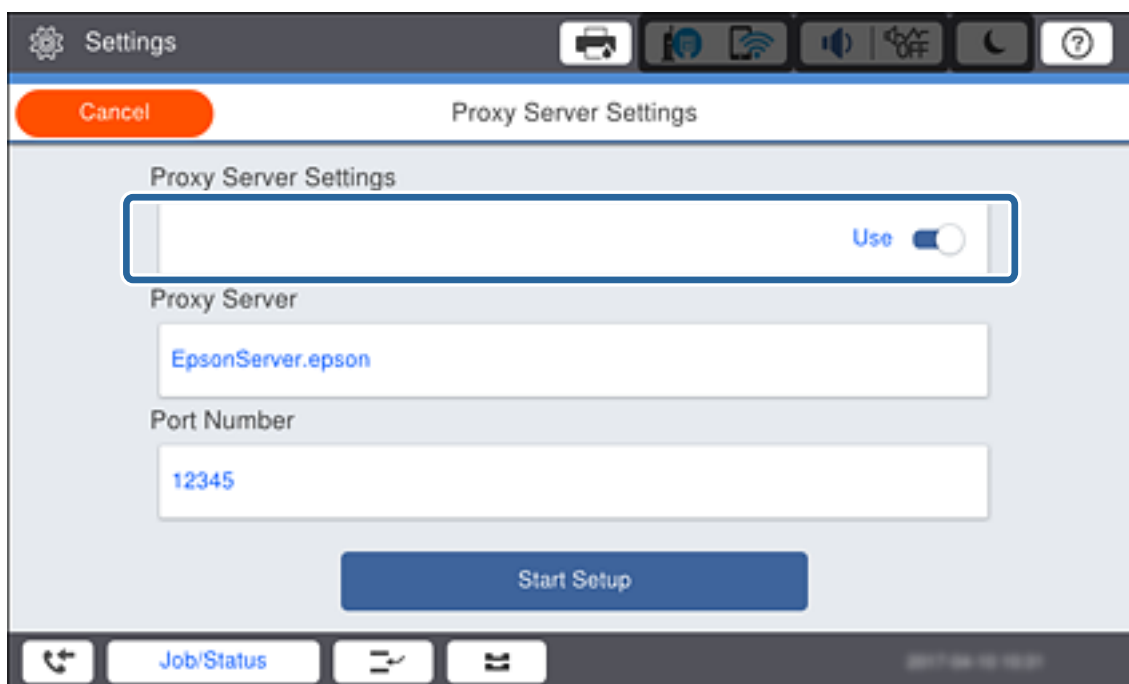 Settings
OFF
Cancel
Proxy Server Settings
Proxy Server Settings
Use
Proxy Server
EpsonServer.epson
Port Number
12345
Start Setup
Job/Status